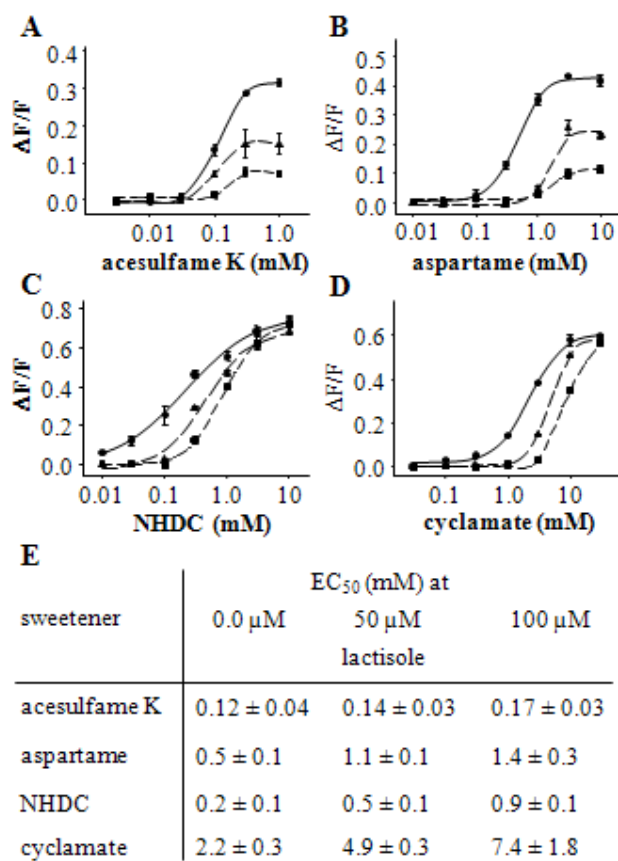 A
B
0.4
0.3
0.2
0.1
0.0
ΔF/F
0.01 0.1 1.0
acesulfame K (mM)
0.5
0.4
0.3
0.2
0.1
0.0
ΔF/F
0.01 0.1 1.0 10
aspartame (mM)
C
D
0.8
0.6
0.4
0.2
0.0
ΔF/F
0.01 0.1 1.0 10
NHDC (mM)
0.6
0.4
0.2
0.0
ΔF/F
0.1 1.0 10
cyclamate (mM)
E
EC50 (mM) at
sweetener 0.0 µM 50 µM 100 µM
lactisole
acesulfame K 0.12 ± 0.04 0.14 ± 0.03 0.17 ± 0.03
aspartame 0.5 ± 0.1 1.1 ± 0.1 1.4 ± 0.3
NHDC 0.2 ± 0.1 0.5 ± 0.1 0.9 ± 0.1
cyclamate 2.2 ± 0.3 4.9 ± 0.3 7.4 ± 1.8